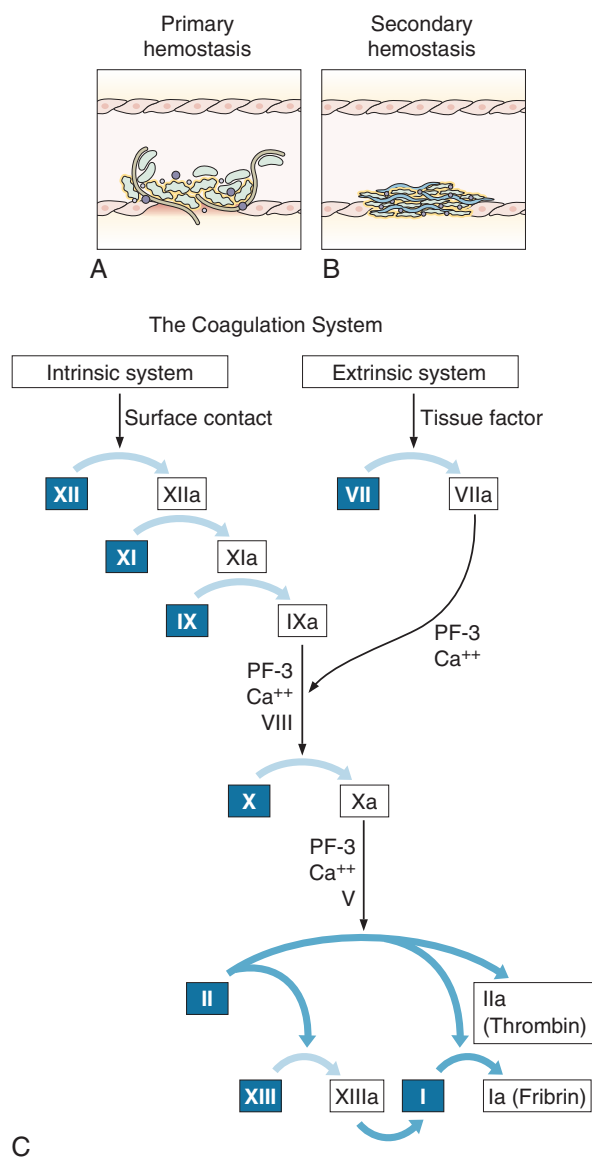 Primary
hemostasis
Secondary
hemostasis
A
B
The Coagulation System
Intrinsic system
Extrinsic system
Surface contact
Tissue factor
XII
XIIa
VII
VIIa
XI
XIa
IX
IXa
PF-3
Ca++
VIII
PF-3
Ca++
X
Xa
PF-3
Ca++
V
II
IIa
(Thrombin)
XIII
XIIIa
I
Ia (Fribrin)
C